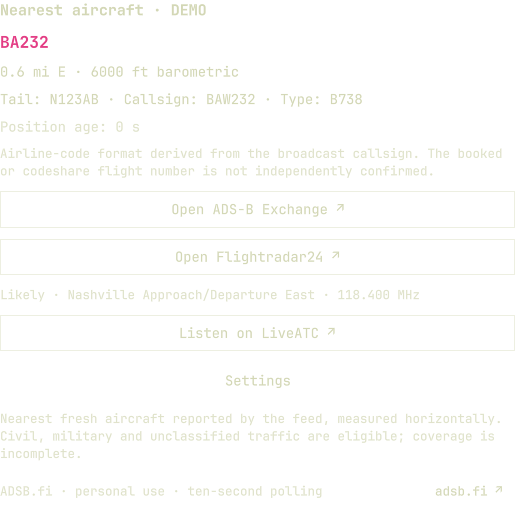 Nearest aircraft · DEMO
BA232
0.6 mi E · 6000 ft barometric
Tail: N123AB · Callsign: BAW232 · Type: B738
Position age: 0 s
Airline-code format derived from the broadcast callsign. The booked
or codeshare flight number is not independently confirmed.
Open ADS-B Exchange ↗
Open Flightradar24 ↗
Likely · Nashville Approach/Departure East · 118.400 MHz
Listen on LiveATC ↗
Settings
Nearest fresh aircraft reported by the feed, measured horizontally.
Civil, military and unclassified traffic are eligible; coverage is
incomplete.
ADSB.fi · personal use · ten-second polling adsb.fi ↗